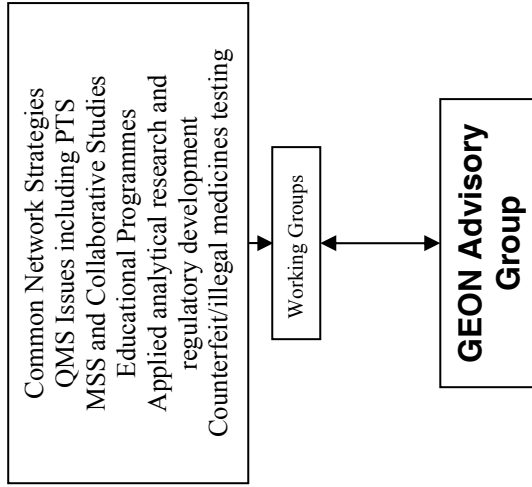 Common Network Strategies
QMS Issues including PTS
MSS and Collaborative Studies
Educational Programmes
Applied analytical research and
regulatory development
Counterfeit/illegal medicines testing
Working Groups
GEON Advisory
Group